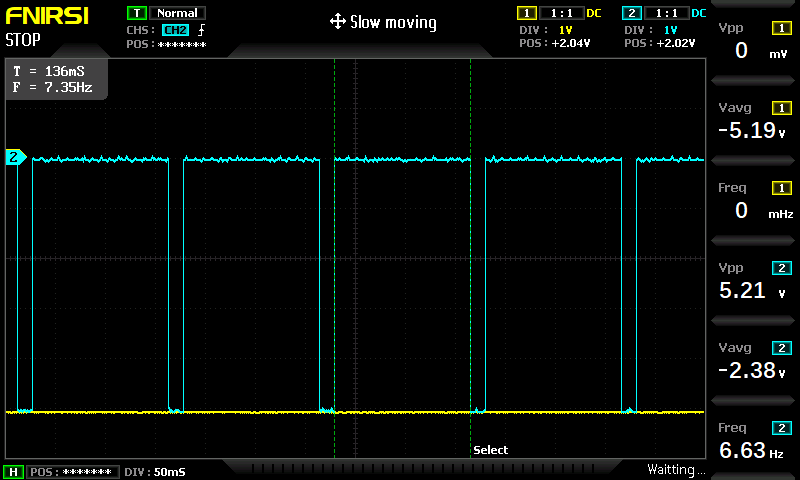 FNIRSI
STOP
T Normal
CHS: CH2
POS: *******
Slow moving
1 1:1 DC
DIV: 1V
POS: +2.04V
2 1:1 DC
DIV: 1V
POS: +2.02V
T = 136mS
F = 7.35Hz
2
Vpp 1
0 mV
Vavg 1
-5.19 V
Freq 1
0 mHz
Vpp 2
5.21 V
Vavg 2
-2.38 V
Freq 2
6.63 Hz
Select
H POS: ******* DIV: 50mS
Waitting...